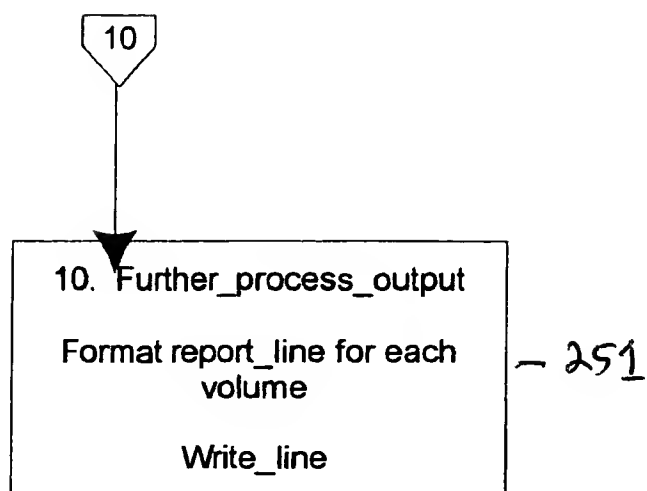 10
10. Further_process_output
Format report_line for each
volume
Write_line
251